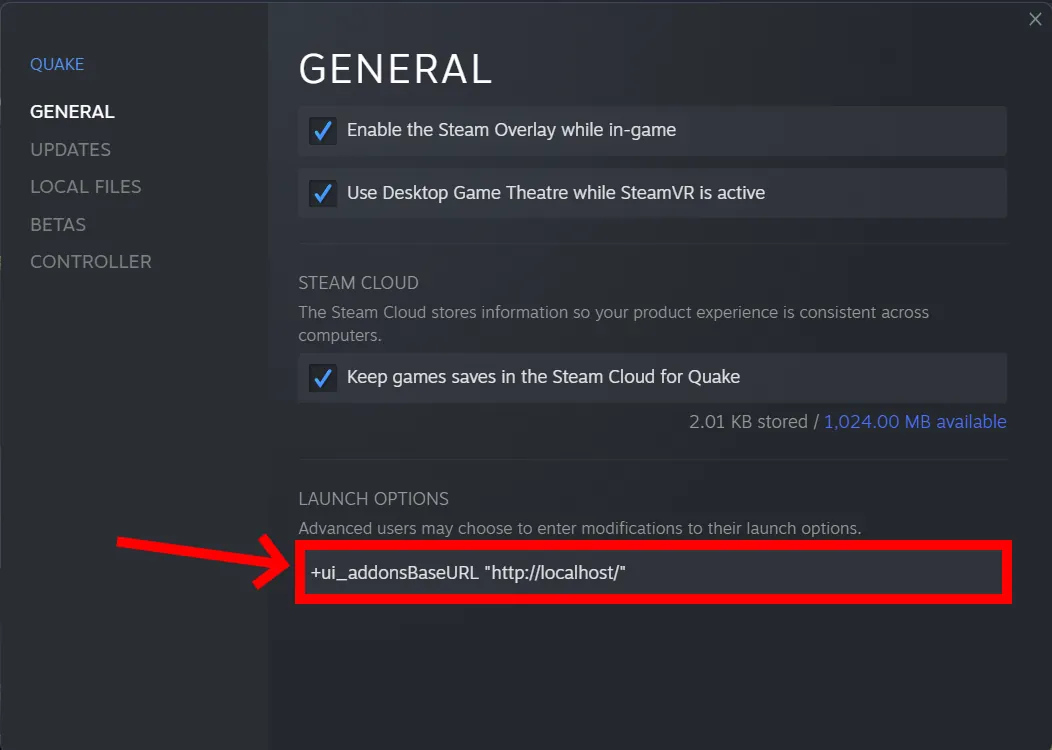 QUAKE
GENERAL
UPDATES
LOCAL FILES
BETAS
CONTROLLER
GENERAL
Enable the Steam Overlay while in-game
Use Desktop Game Theatre while SteamVR is active
STEAM CLOUD
The Steam Cloud stores information so your product experience is consistent across
computers.
Keep games saves in the Steam Cloud for Quake
2.01 KB stored / 1,024.00 MB available
LAUNCH OPTIONS
Advanced users may choose to enter modifications to their launch options.
+ui_addonsBaseURL "http://localhost/"